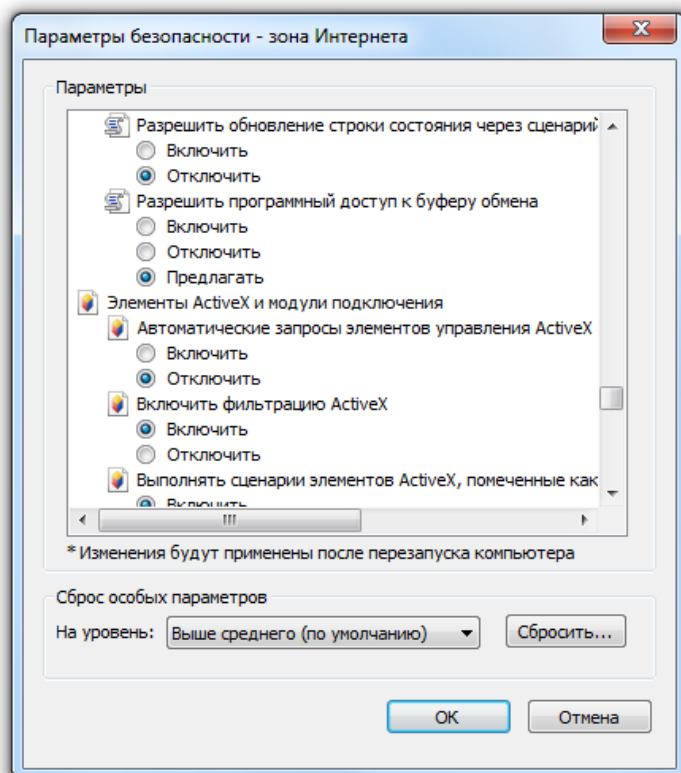 Параметры безопасности - зона Интернета
Параметры
Разрешить обновление строки состояния через сценарий
Включить
Отключить
Разрешить программный доступ к буферу обмена
Включить
Отключить
Предлагать
Элементы ActiveX и модули подключения
Автоматические запросы элементов управления ActiveX
Включить
Отключить
Включить фильтрацию ActiveX
Включить
Отключить
Выполнять сценарии элементов ActiveX, помеченные как
Включить
* Изменения будут применены после перезапуска компьютера
Сброс особых параметров
На уровень: Выше среднего (по умолчанию) Сбросить...
OK Отмена